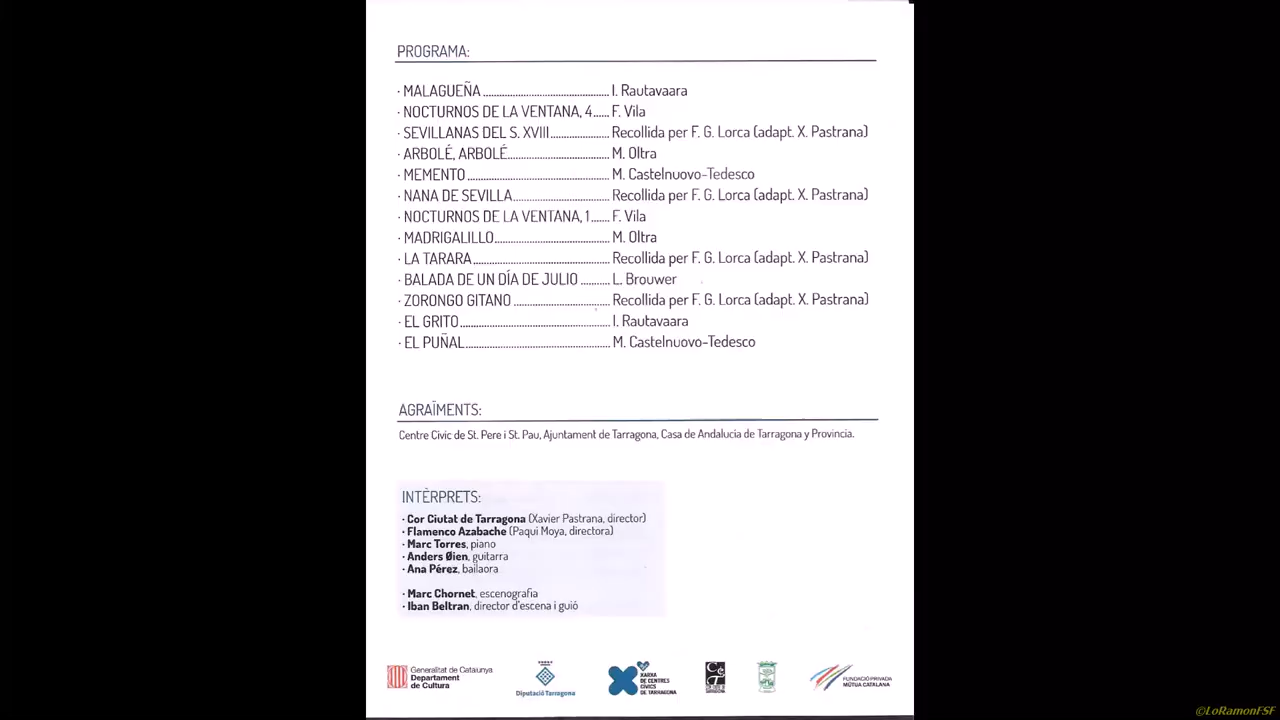 PROGRAMA:
· MALAGUEÑA ........................................ I. Rautavaara
· NOCTURNOS DE LA VENTANA, 4 ..... F. Vila
· SEVILLANAS DEL S. XVIII ................... Recollida per F. G. Lorca (adapt. X. Pastrana)
· ARBOLÉ, ARBOLÉ ................................. M. Oltra
· MEMENTO ............................................. M. Castelnuovo-Tedesco
· NANA DE SEVILLA ............................... Recollida per F. G. Lorca (adapt. X. Pastrana)
· NOCTURNOS DE LA VENTANA, 1 ...... F. Vila
· MADRIGALILLO ..................................... M. Oltra
· LA TARARA ........................................... Recollida per F. G. Lorca (adapt. X. Pastrana)
· BALADA DE UN DÍA DE JULIO .......... L. Brouwer
· ZORONGO GITANO ............................... Recollida per F. G. Lorca (adapt. X. Pastrana)
· EL GRITO ................................................ I. Rautavaara
· EL PUÑAL .............................................. M. Castelnuovo-Tedesco
AGRAÏMENTS:
Centre Cívic de St. Pere i St. Pau, Ajuntament de Tarragona, Casa de Andalucia de Tarragona y Provincia.
INTÈRPRETS:
· Cor Ciutat de Tarragona (Xavier Pastrana, director)
· Flamenco Azabache (Paqui Moya, directora)
· Marc Torres, piano
· Anders Øien, guitarra
· Ana Pérez, bailaora
· Marc Chornet, escenografia
· Iban Beltran, director d'escena i guió
Generalitat de Catalunya
Departament
de Cultura
Diputació Tarragona
XARXA
DE CENTRES
CÍVICS
DE TARRAGONA
FUNDACIÓ PRIVADA
MÚTUA CATALANA
©LoRamonFSF